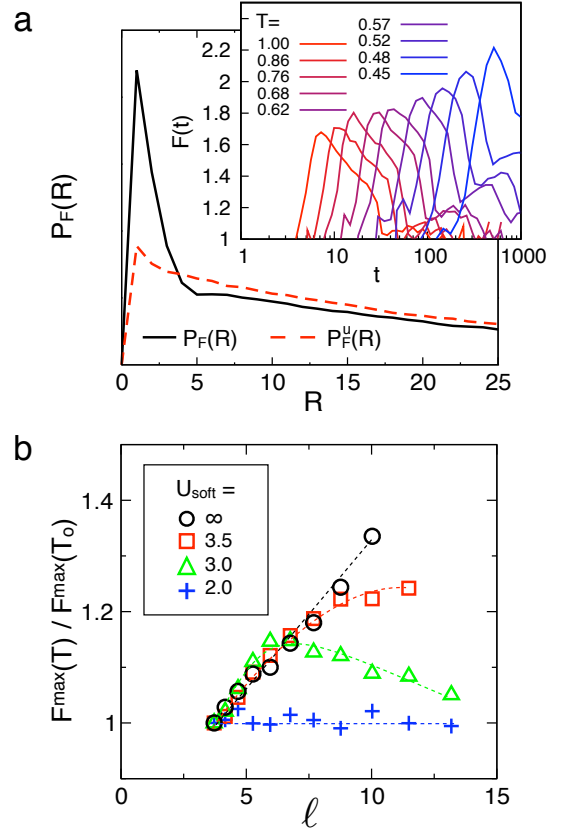 a
T=
1.00
0.86
0.76
0.68
0.62
0.57
0.52
0.48
0.45
F(t)
2.2
2
1.8
1.6
1.4
1.2
1
1 10 100 1000
t
P_F(R)
P_F(R) P_F^u(R)
0 5 10 15 20 25
R
b
F^max(T) / F^max(T_o)
U_soft =
∞
3.5
3.0
2.0
1.4
1.2
1
0 5 10 15
ℓ